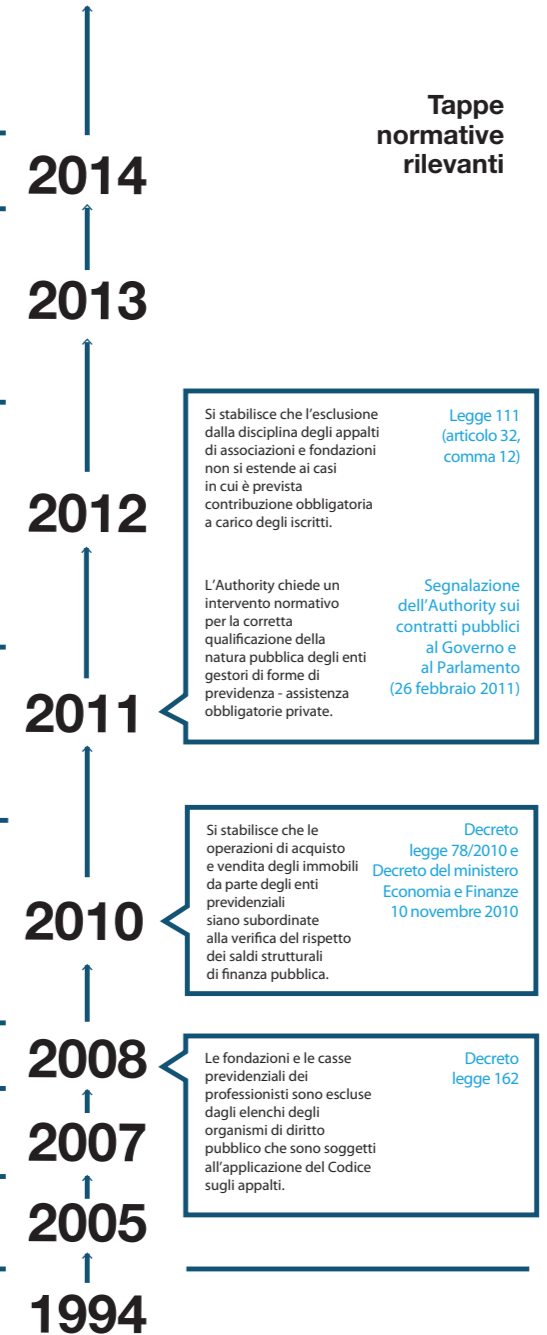 Tappe
normative
rilevanti
2014
2013
2012
Si stabilisce che l'esclusione
dalla disciplina degli appalti
di associazioni e fondazioni
non si estende ai casi
in cui è prevista
contribuzione obbligatoria
a carico degli iscritti.
Legge 111
(articolo 32,
comma 12)
L'Authority chiede un
intervento normativo
per la corretta
qualificazione della
natura pubblica degli enti
gestori di forme di
previdenza - assistenza
obbligatorie private.
Segnalazione
dell'Authority sui
contratti pubblici
al Governo e
al Parlamento
(26 febbraio 2011)
2011
Si stabilisce che le
operazioni di acquisto
e vendita degli immobili
da parte degli enti
previdenziali
siano subordinate
alla verifica del rispetto
dei saldi strutturali
di finanza pubblica.
Decreto
legge 78/2010 e
Decreto del ministero
Economia e Finanze
10 novembre 2010
2010
2008
Le fondazioni e le casse
previdenziali dei
professionisti sono escluse
dagli elenchi degli
organismi di diritto
pubblico che sono soggetti
all'applicazione del Codice
sugli appalti.
Decreto
legge 162
2007
2005
1994